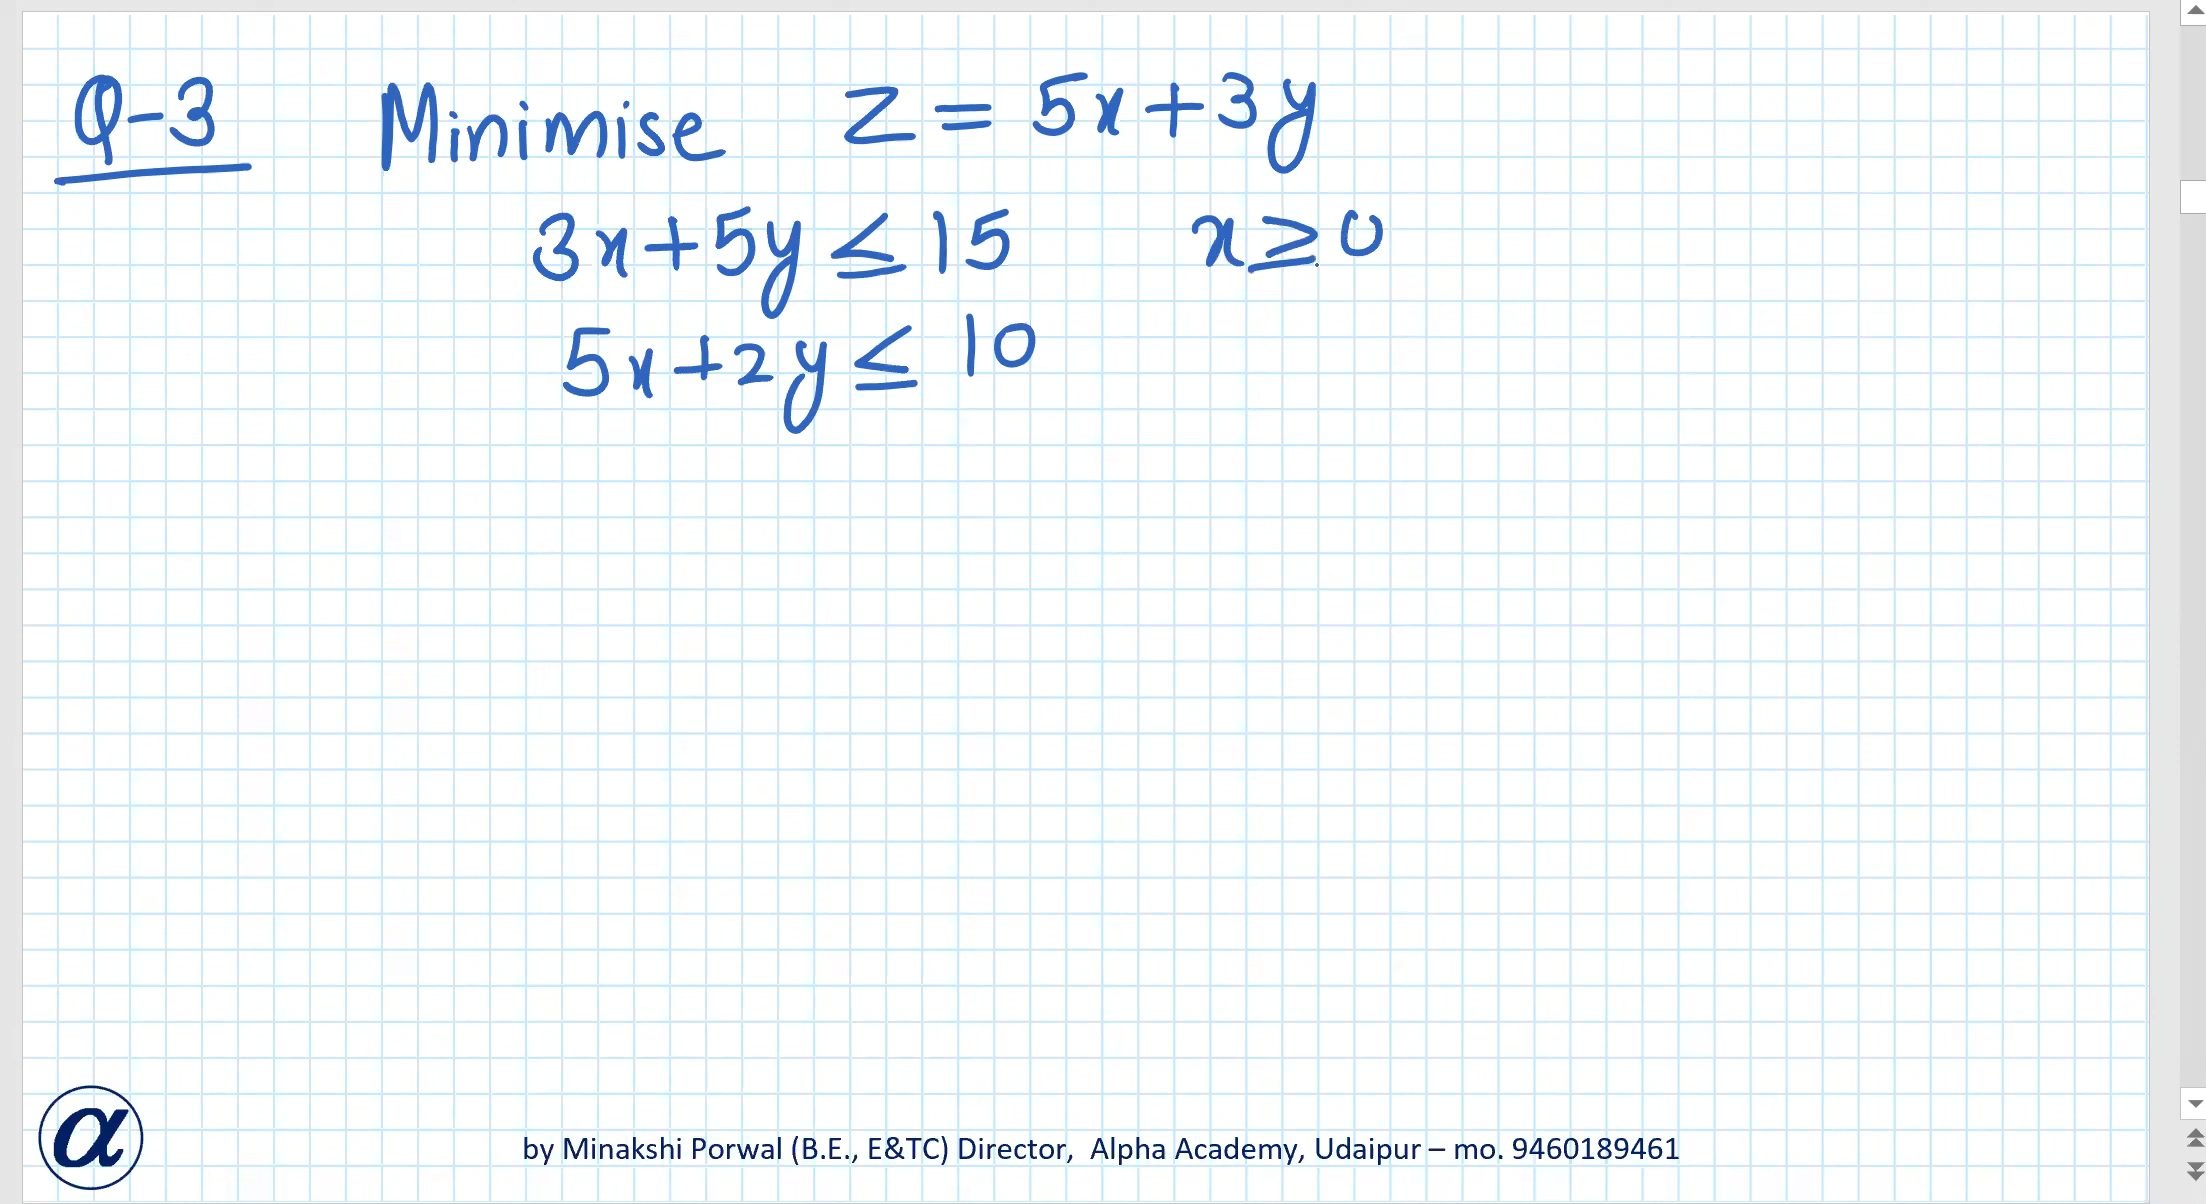 Q-3 Minimise Z = 5x+3y
3x+5y ≤ 15 x ≥ 0
5x+2y ≤ 10
α
by Minakshi Porwal (B.E., E&TC) Director, Alpha Academy, Udaipur – mo. 9460189461